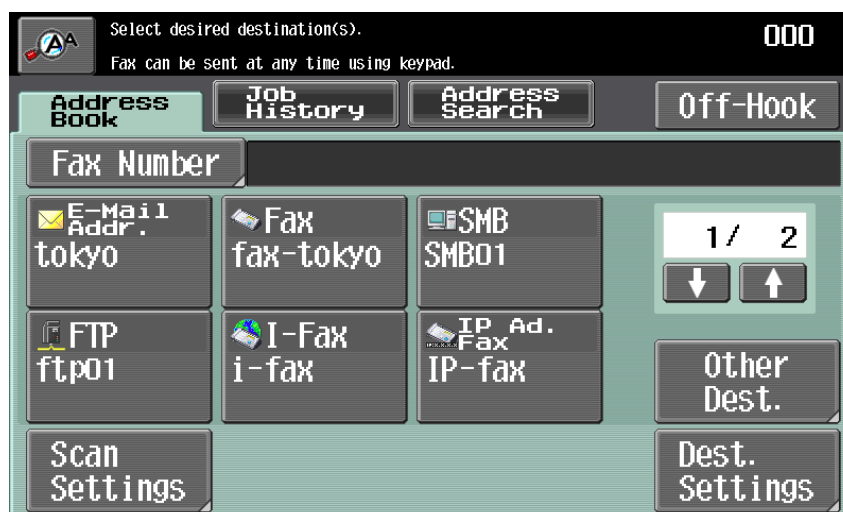 Select desired destination(s).
000
Fax can be sent at any time using keypad.
Address
Book
Job
History
Address
Search
Off-Hook
Fax Number
E-Mail
Addr.
tokyo
Fax
fax-tokyo
SMB
SMB01
1/ 2
FTP
ftp01
I-Fax
i-fax
IP Ad.
Fax
IP-fax
Other
Dest.
Scan
Settings
Dest.
Settings